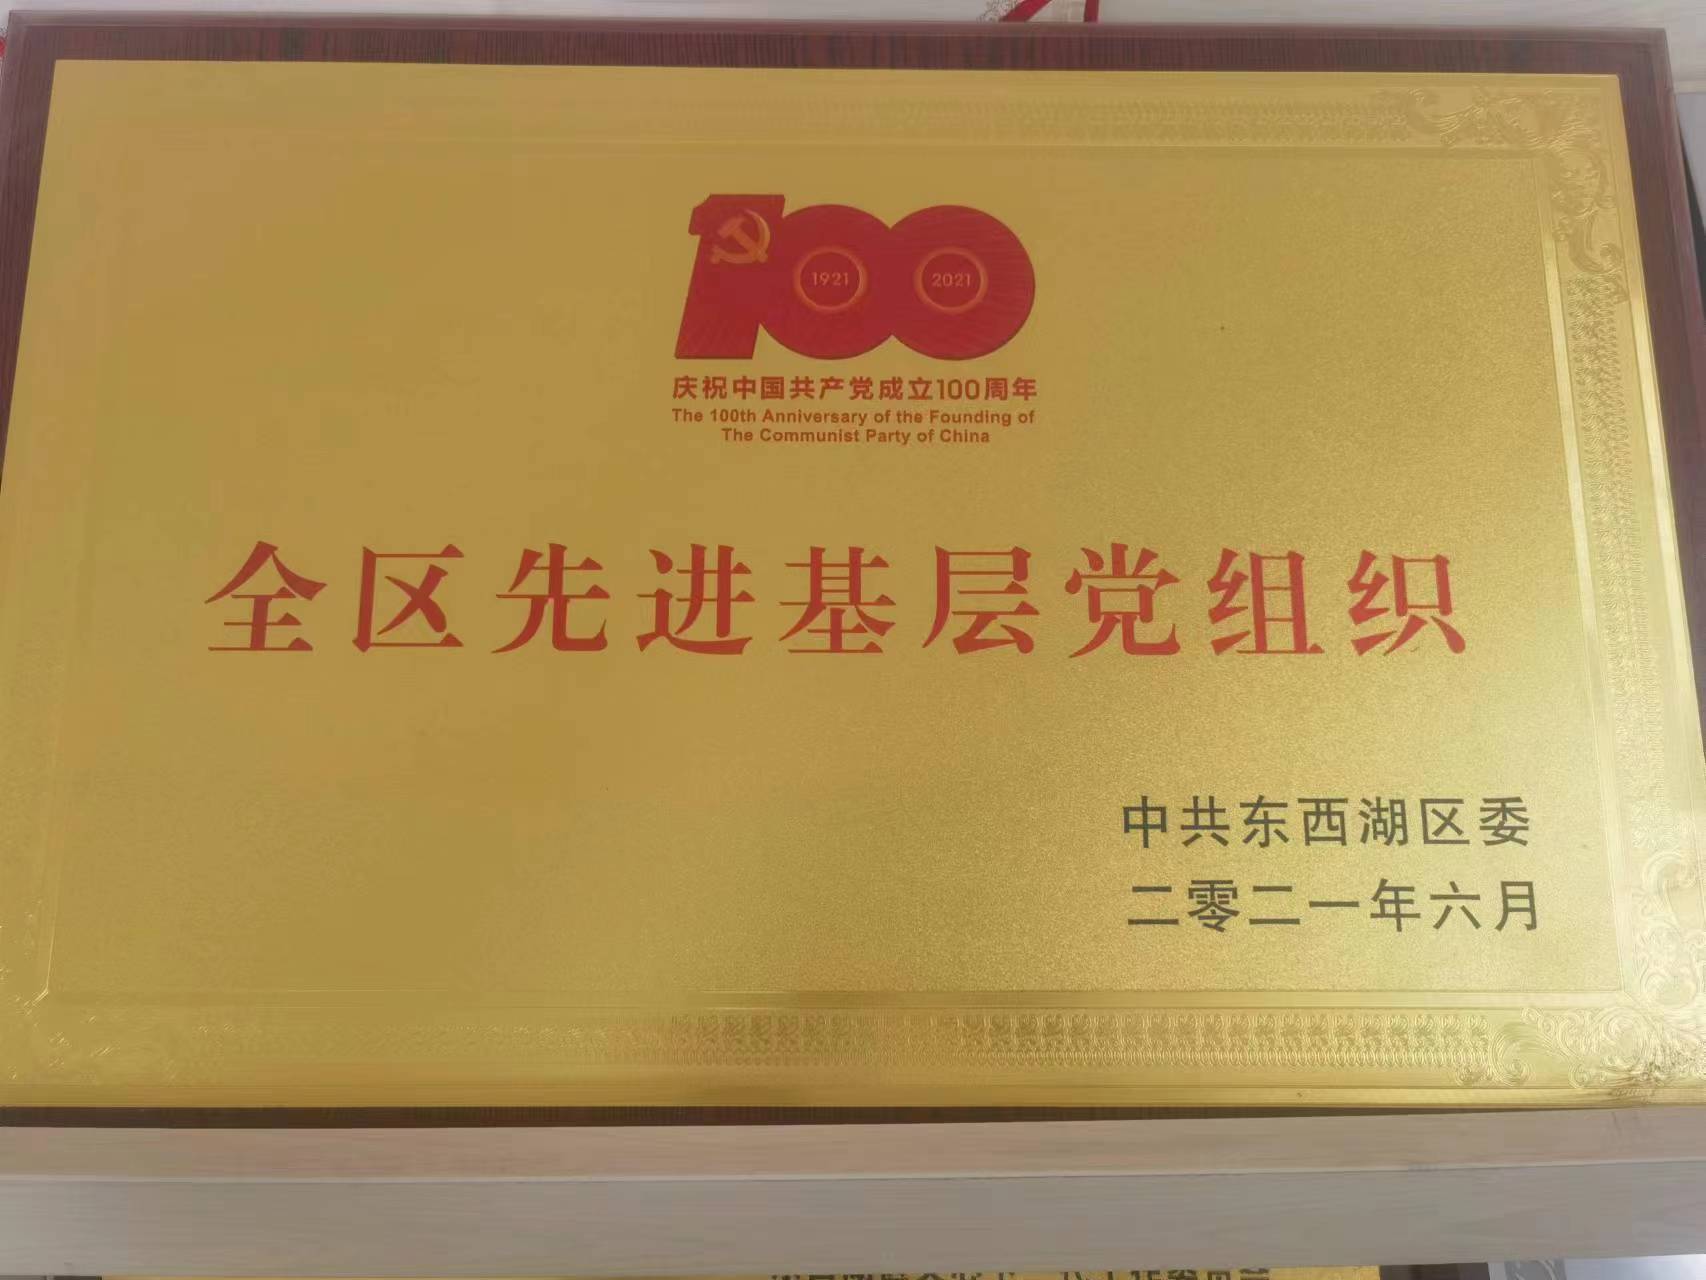 1921 2021
庆祝中国共产党成立100周年
The 100th Anniversary of the Founding of
The Communist Party of China
全区先进基层党组织
中共东西湖区委
二零二一年六月